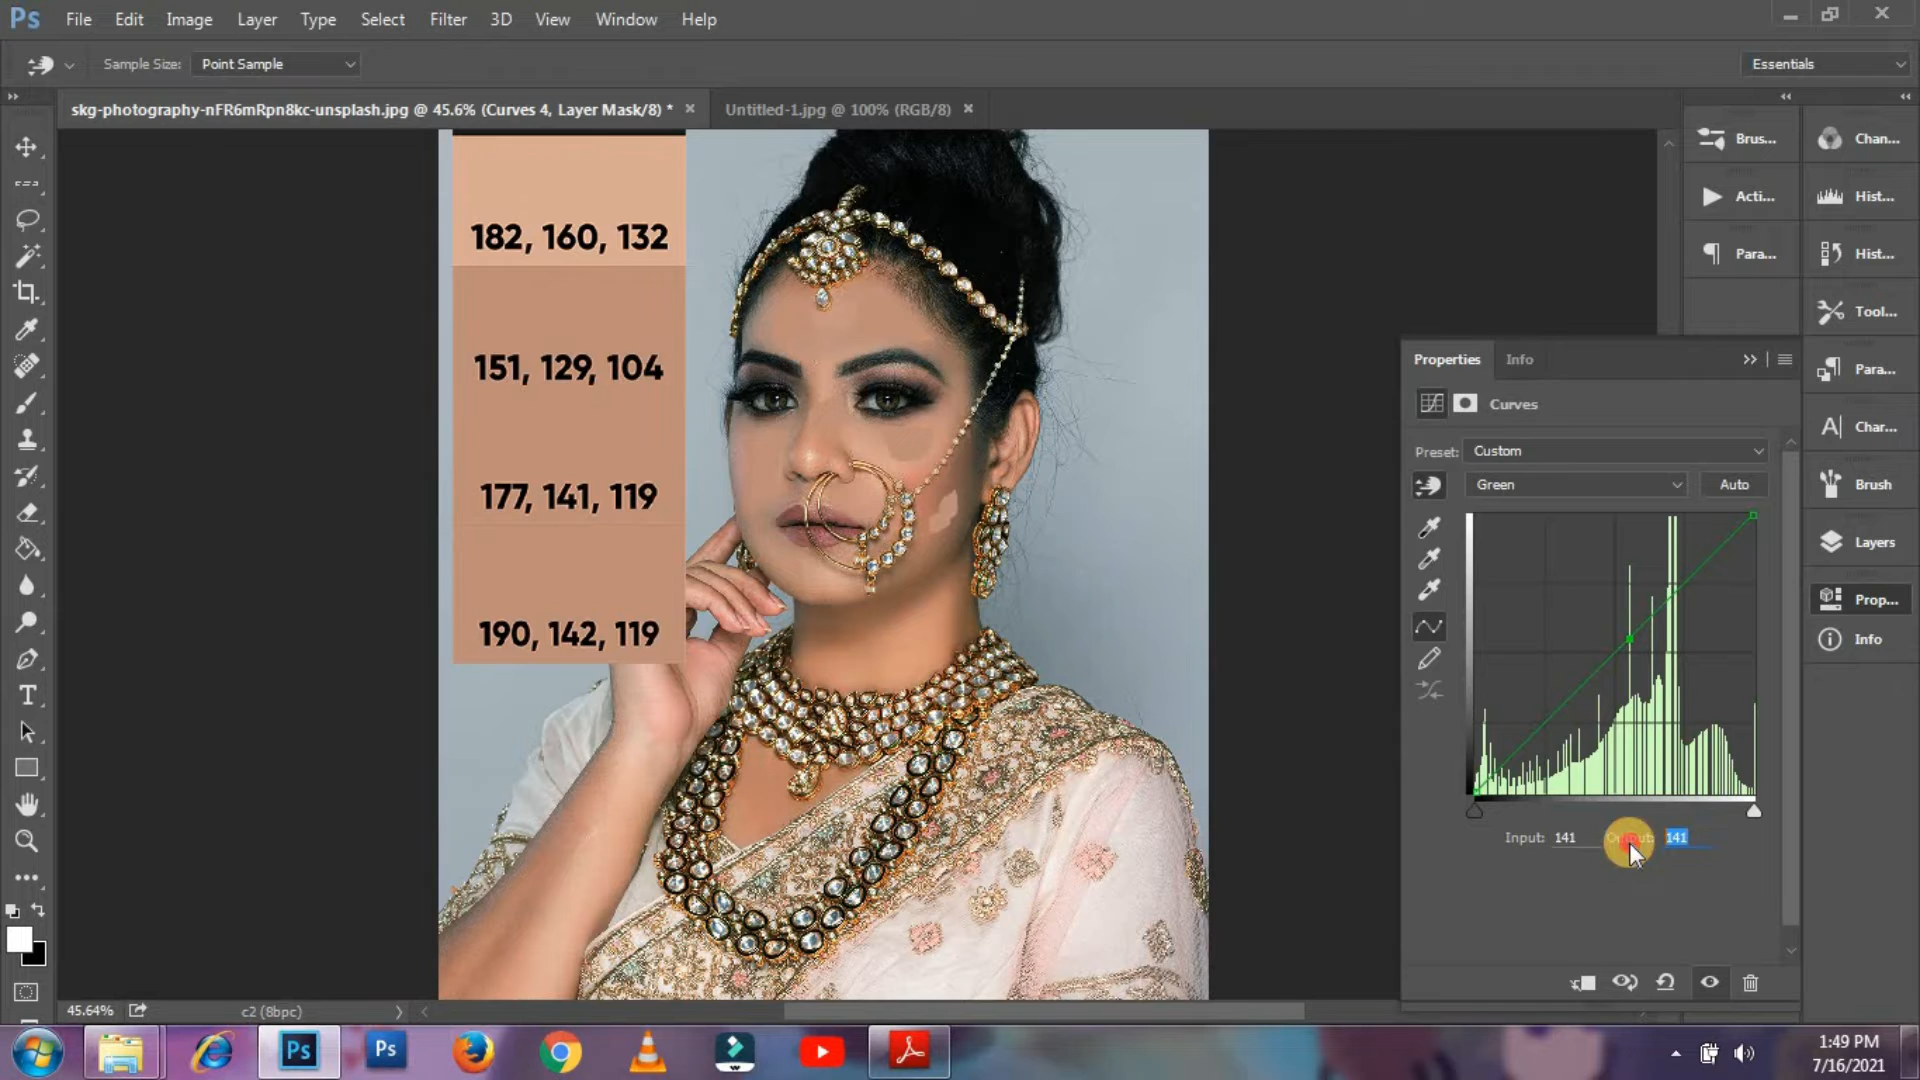 Ps File Edit Image Layer Type Select Filter 3D View Window Help
Sample Size: Point Sample Essentials
skg-photography-nFR6mRpn8kc-unsplash.jpg @ 45.6% (Curves 4, Layer Mask/8) * × Untitled-1.jpg @ 100% (RGB/8) ×
Brus... Chan...
Acti... Hist...
Para... Hist...
Tool...
Para...
Char...
Brush
Layers
Prop...
Info
182, 160, 132
151, 129, 104
177, 141, 119
190, 142, 119
Properties Info
Curves
Preset: Custom
Green Auto
Input: 141 Output: 141
T
45.64% c2 (8bpc)
Ps Ps
1:49 PM
7/16/2021